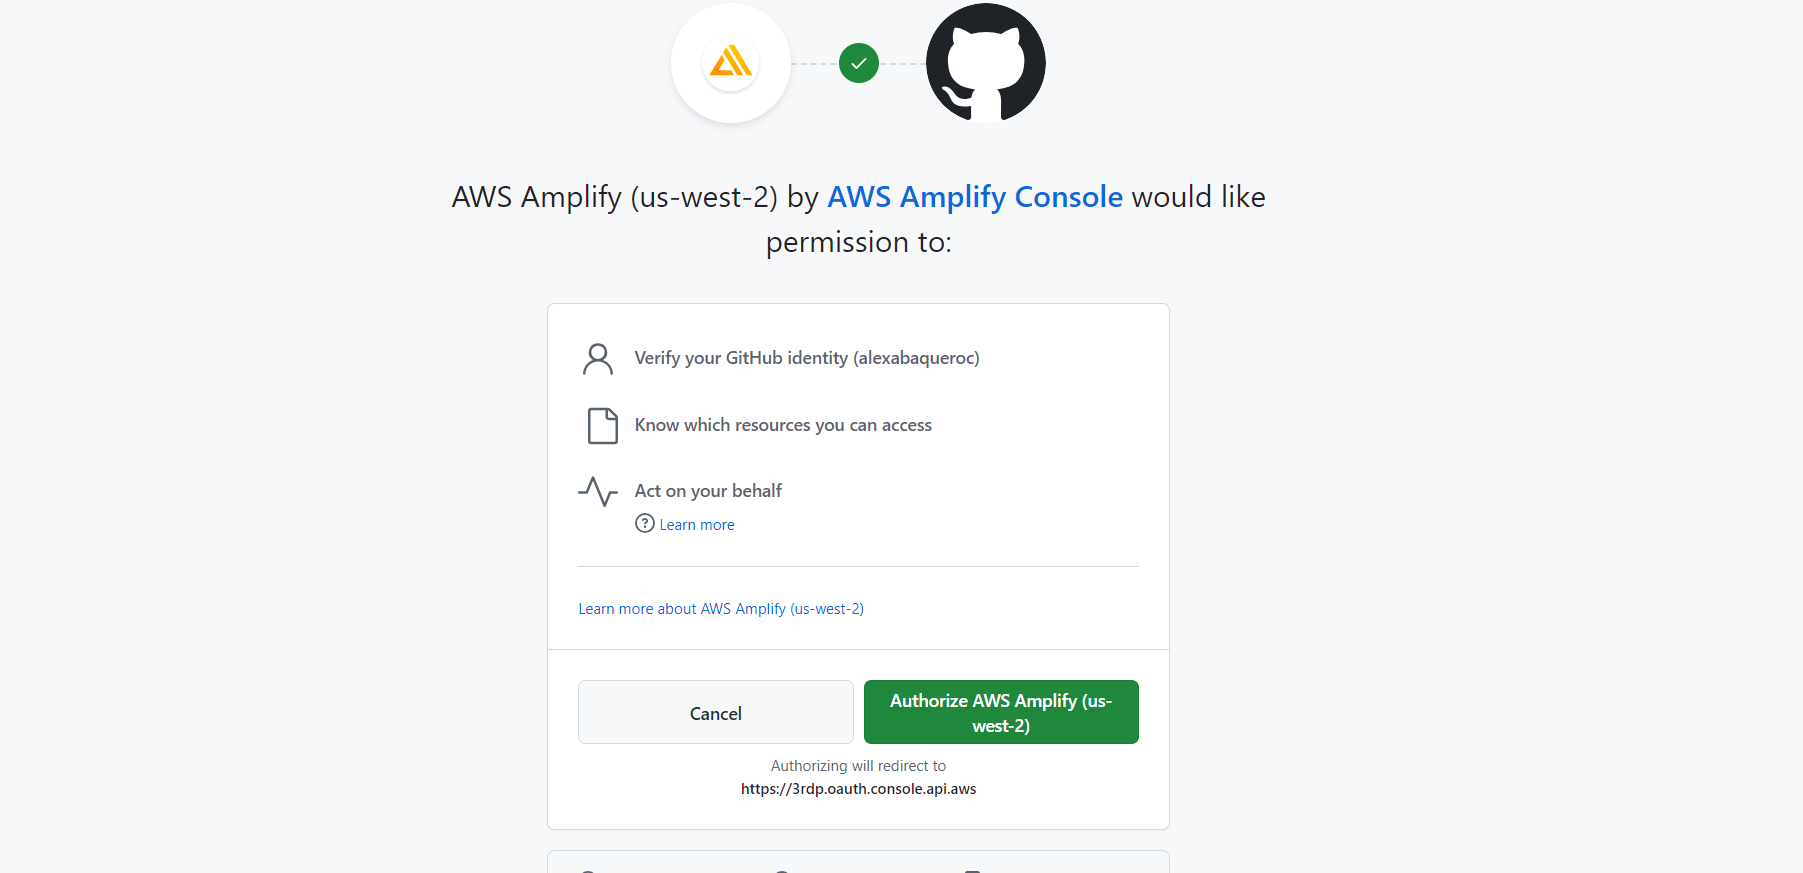 AWS Amplify (us-west-2) by AWS Amplify Console would like
permission to:
Verify your GitHub identity (alexabaqueroc)
Know which resources you can access
Act on your behalf
Learn more
Learn more about AWS Amplify (us-west-2)
Cancel
Authorize AWS Amplify (us-
west-2)
Authorizing will redirect to
https://3rdp.oauth.console.api.aws